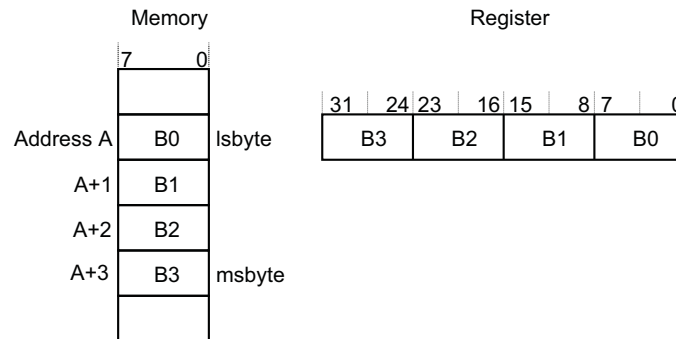 Memory
Register
7 0
31 24 23 16 15 8 7 0
Address A B0 lsbyte
B3 B2 B1 B0
A+1 B1
A+2 B2
A+3 B3 msbyte